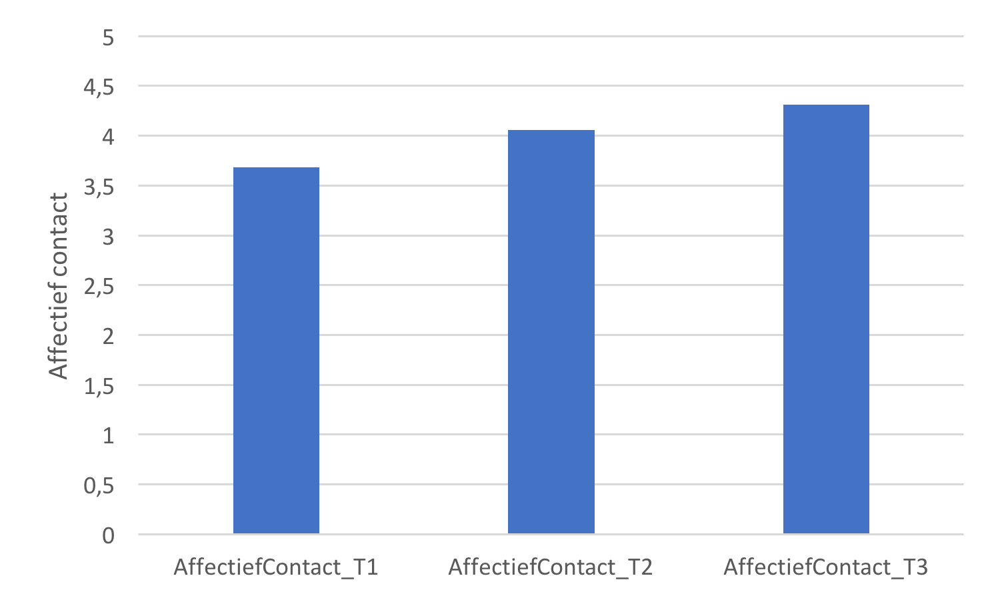 Affectief contact
5
4,5
4
3,5
3
2,5
2
1,5
1
0,5
0
AffectiefContact_T1
AffectiefContact_T2
AffectiefContact_T3